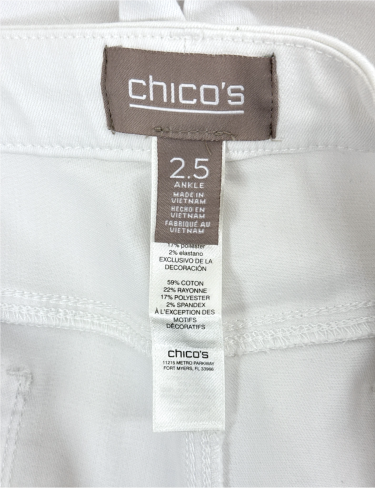 chico's
2.5
ANKLE
MADE IN
VIETNAM
HECHO EN
VIETNAM
FABRIQUÉ AU
VIETNAM
17% poliester
2% elastano
EXCLUSIVO DE LA
DECORACIÓN
59% COTON
22% RAYONNE
17% POLYESTER
2% SPANDEX
À L'EXCEPTION DES
MOTIFS
DÉCORATIFS
chico's
11215 METRO PARKWAY
FORT MYERS, FL 33966